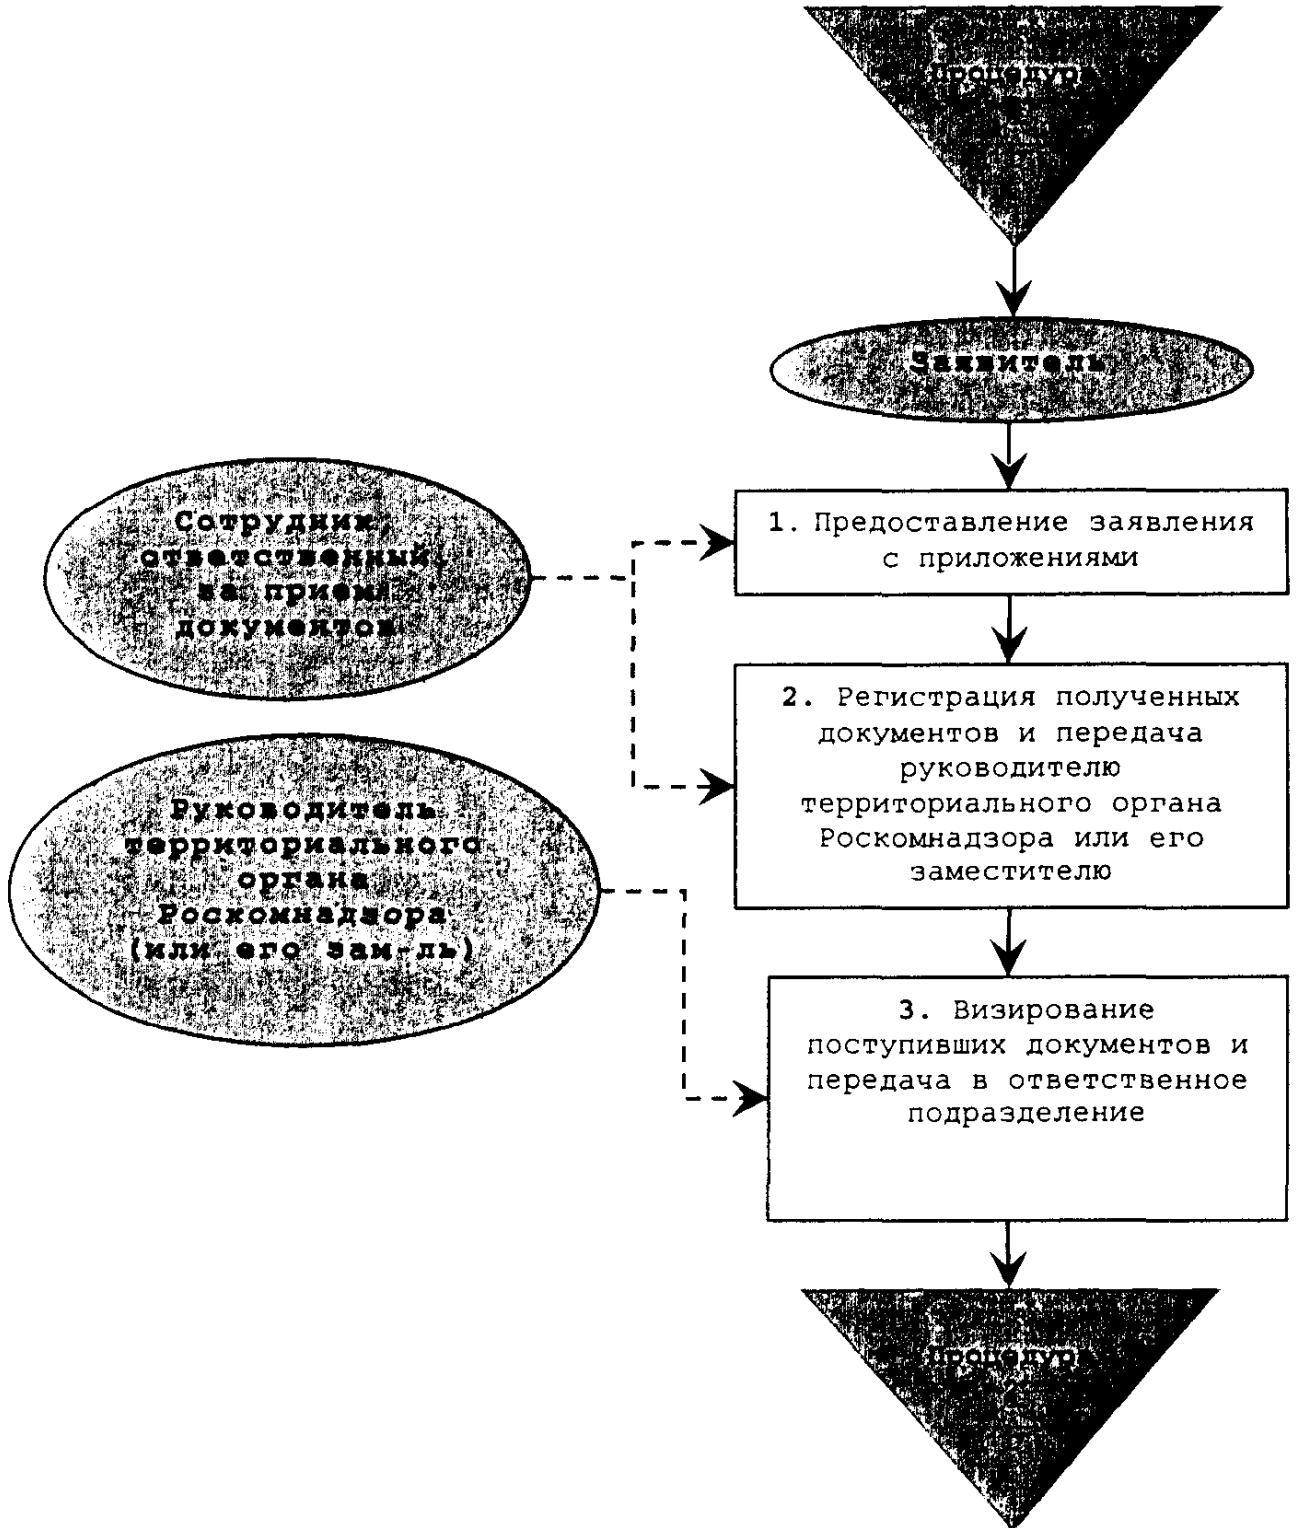 Процедура
Заявитель
Сотрудник,
ответственный
за прием
документов
1. Предоставление заявления
с приложениями
2. Регистрация полученных
документов и передача
руководителю
территориального органа
Роскомнадзора или его
заместителю
Руководитель
территориального
органа
Роскомнадзора
(или его зам-ль)
3. Визирование
поступивших документов и
передача в ответственное
подразделение
Процедура